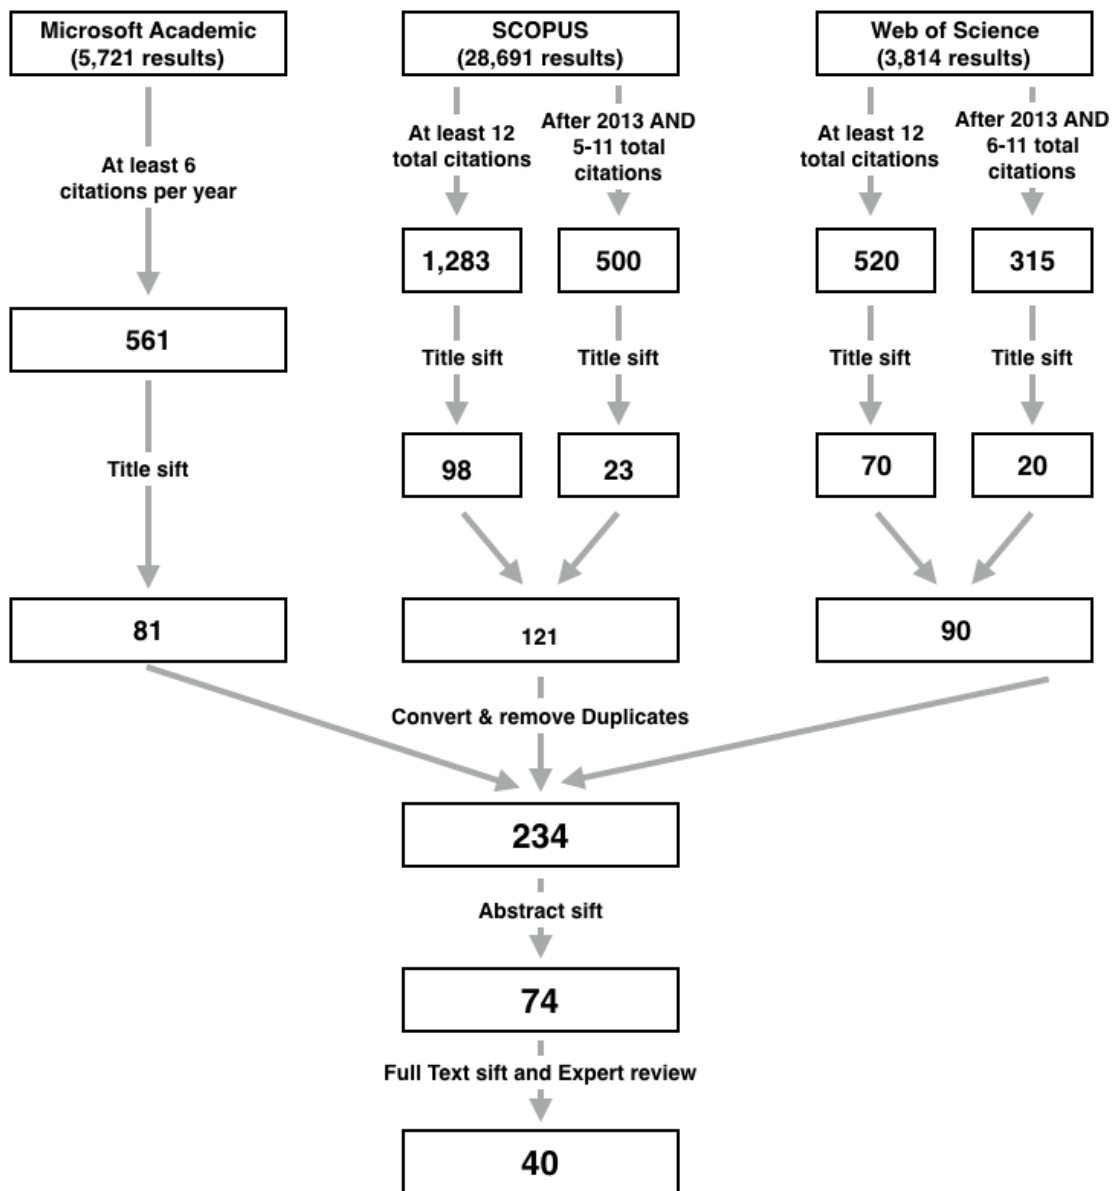 Microsoft Academic
(5,721 results)
SCOPUS
(28,691 results)
Web of Science
(3,814 results)
At least 6
citations per year
At least 12
total citations
After 2013 AND
5-11 total
citations
At least 12
total citations
After 2013 AND
6-11 total
citations
561
1,283
500
520
315
Title sift
Title sift
Title sift
Title sift
Title sift
98
23
70
20
81
121
90
Convert & remove Duplicates
234
Abstract sift
74
Full Text sift and Expert review
40